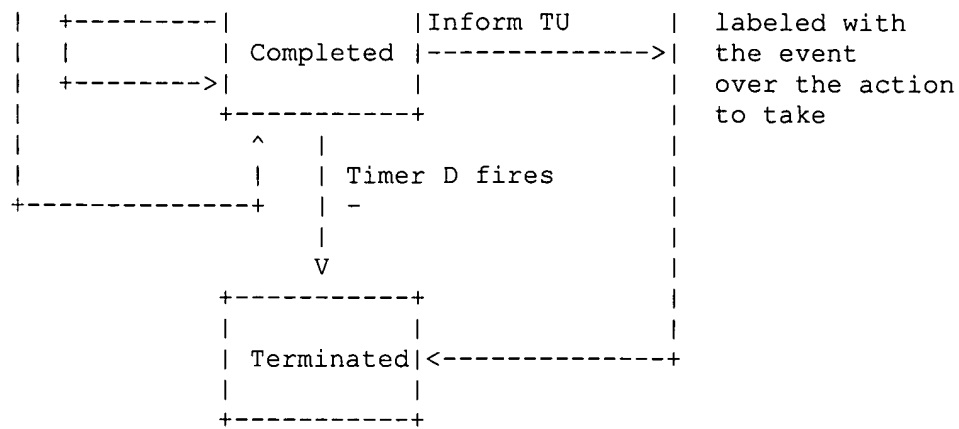 |   +---------|           |Inform TU            |   labeled with
|   |         | Completed |-------------->|   the event
|   +-------->|           |               |   over the action
|             +-----------+               |   to take
|               ^   |                     |
|               |   | Timer D fires       |
+---------------+   | -                   |
                    |                     |
                    V                     |
              +-----------+               |
              |           |               |
              | Terminated|<--------------+
              |           |
              +-----------+